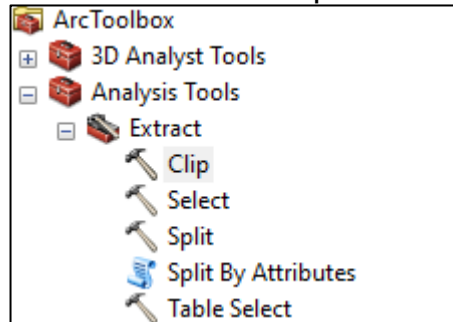 ArcToolbox
3D Analyst Tools
Analysis Tools
Extract
Clip
Select
Split
Split By Attributes
Table Select